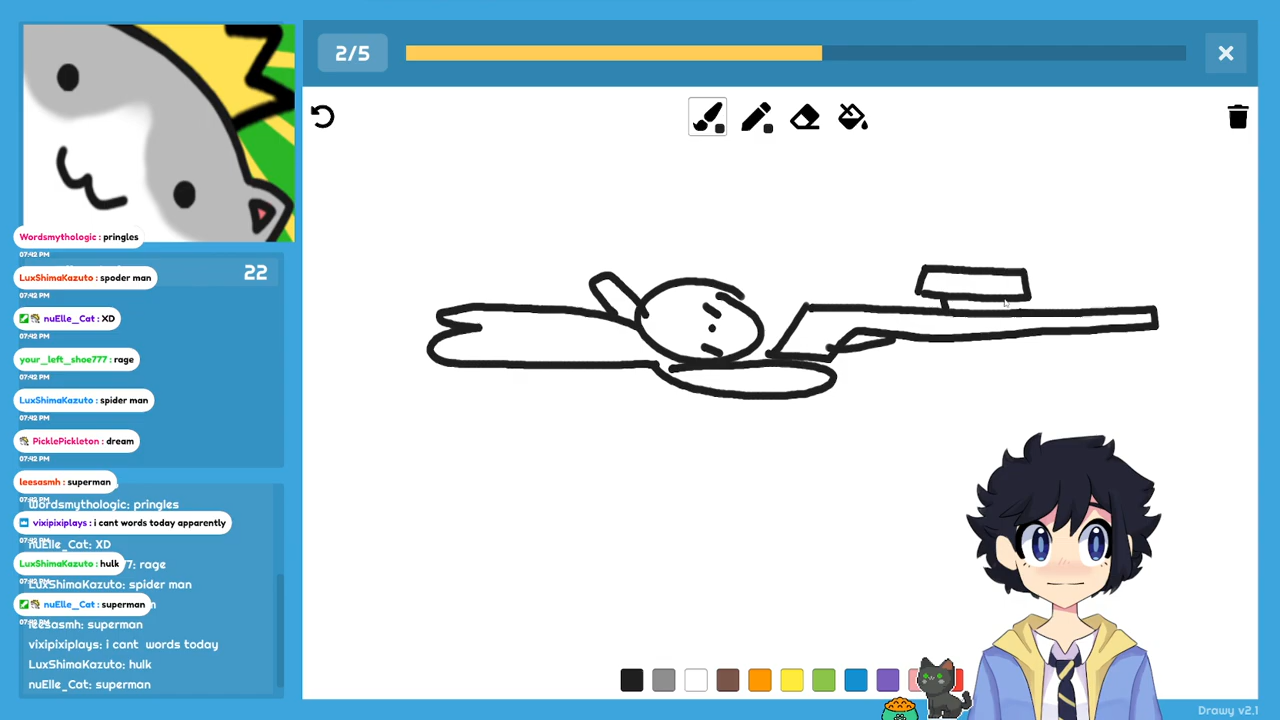 2/5
22
Wordsmythologic : pringles
07:42 PM
LuxShimaKazuto : spoder man
07:42 PM
nuElle_Cat : XD
07:42 PM
your_left_shoe777 : rage
07:42 PM
LuxShimaKazuto : spider man
07:42 PM
PicklePickleton : dream
07:42 PM
leesasmh : superman
wordsmythologic: pringles
vixipixiplays : i cant words today apparently
nuElle_Cat: XD
LuxShimaKazuto : hulk
7: rage
LuxShimaKazuto: spider man
nuElle_Cat : superman
leesasmh: superman
vixipixiplays: i cant words today
LuxShimaKazuto: hulk
nuElle_Cat: superman
Drawy v2.1